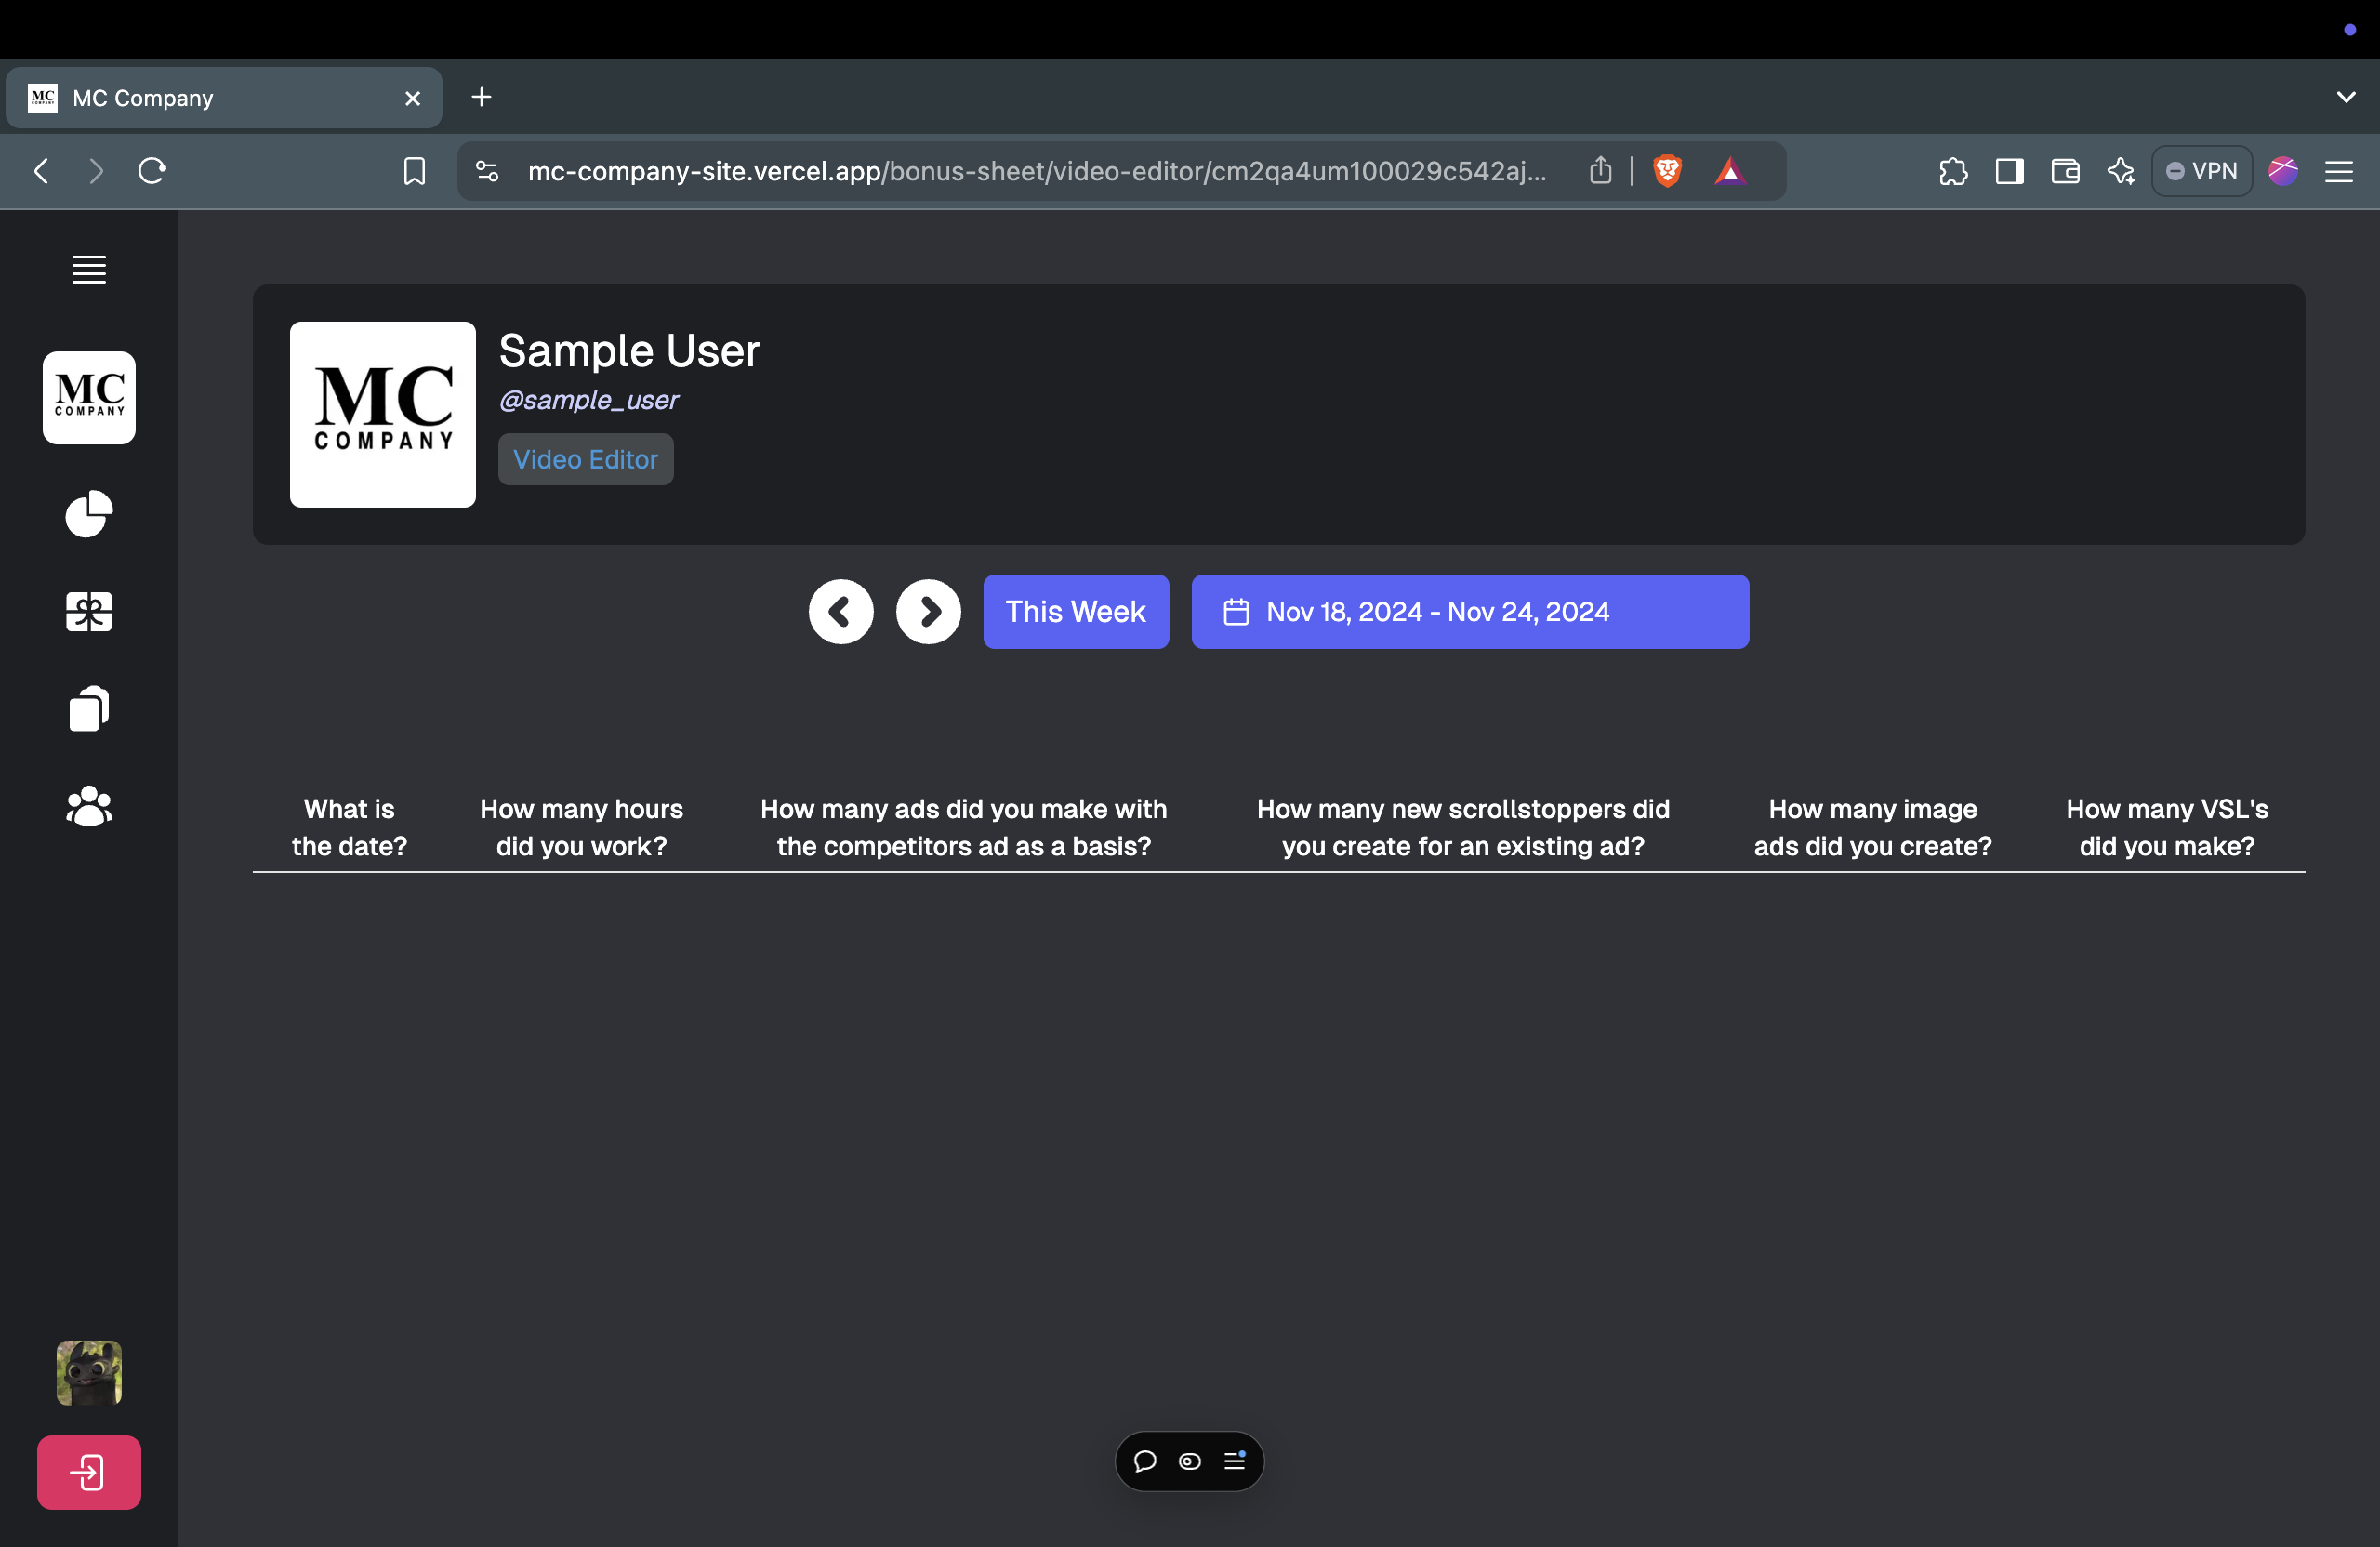 MC
COMPANY
MC Company
mc-company-site.vercel.app/bonus-sheet/video-editor/cm2qa4um100029c542aj...
VPN
MC
COMPANY
MC
COMPANY
Sample User
@sample_user
Video Editor
This Week
Nov 18, 2024 - Nov 24, 2024
What is
the date?
How many hours
did you work?
How many ads did you make with
the competitors ad as a basis?
How many new scrollstoppers did
you create for an existing ad?
How many image
ads did you create?
How many VSL's
did you make?